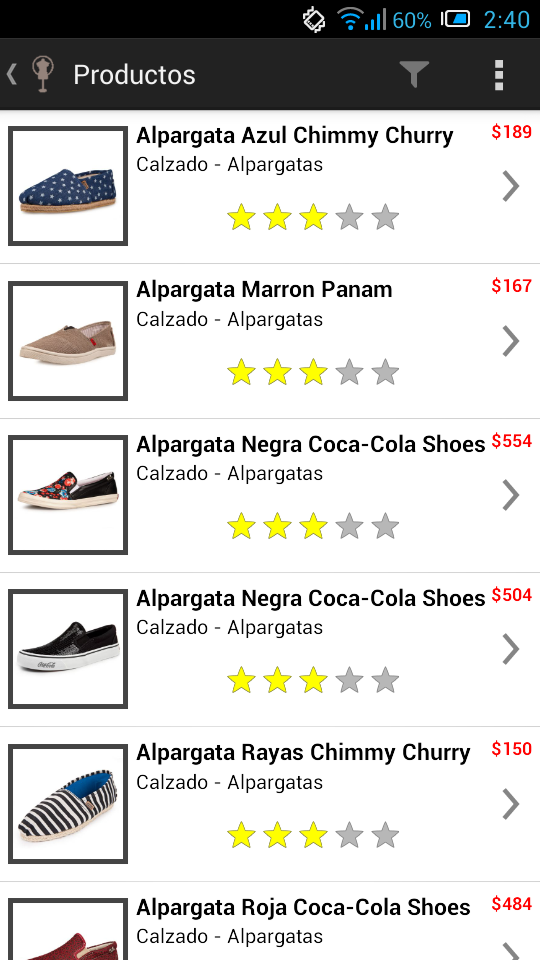 60% 2:40
Productos
Alpargata Azul Chimmy Churry $189
Calzado - Alpargatas
Alpargata Marron Panam $167
Calzado - Alpargatas
Alpargata Negra Coca-Cola Shoes $554
Calzado - Alpargatas
Alpargata Negra Coca-Cola Shoes $504
Calzado - Alpargatas
Coca-Cola
Alpargata Rayas Chimmy Churry $150
Calzado - Alpargatas
Alpargata Roja Coca-Cola Shoes $484
Calzado - Alpargatas